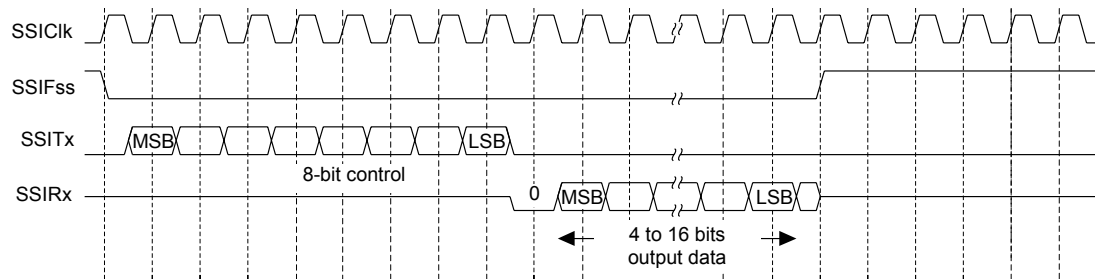 SSIClk
SSIFss
SSITx
MSB
LSB
8-bit control
SSIRx
0
MSB
LSB
4 to 16 bits
output data